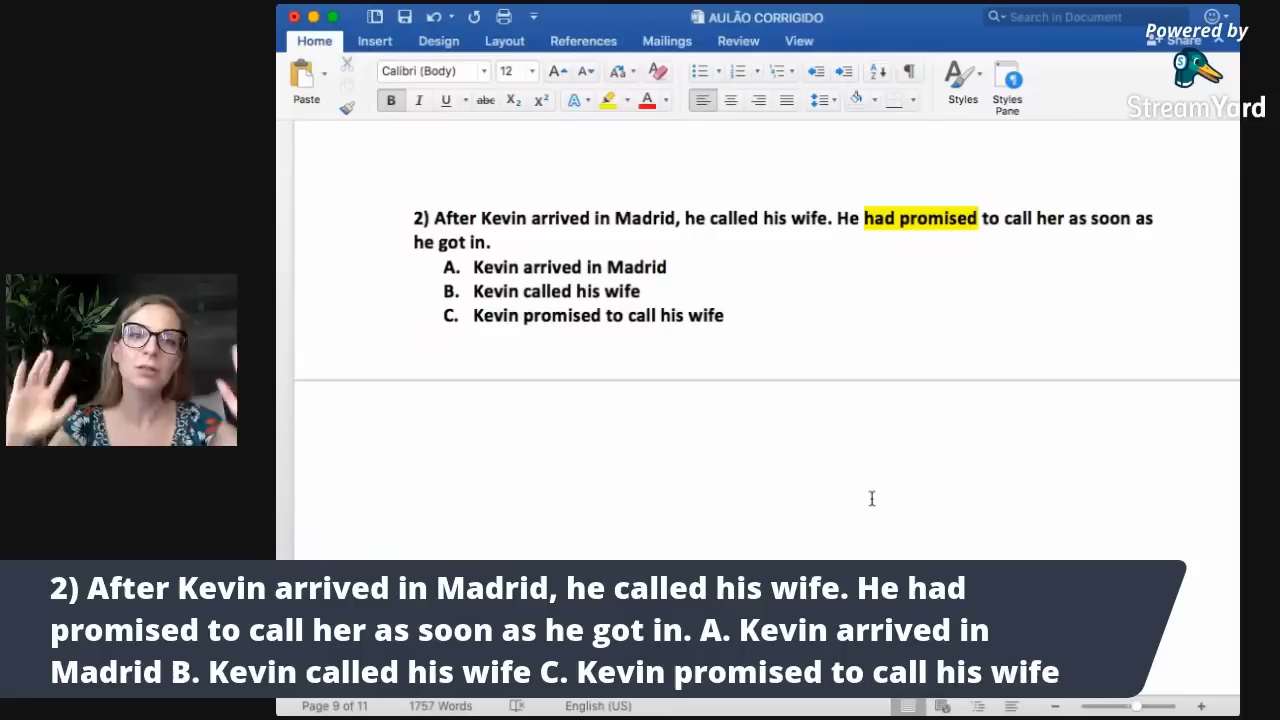 AULÃO CORRIGIDO
Search in Document
Powered by
Home Insert Design Layout References Mailings Review View
Share
StreamYard
Calibri (Body) 12
Paste
Styles
Styles Pane
2) After Kevin arrived in Madrid, he called his wife. He had promised to call her as soon as
he got in.
A. Kevin arrived in Madrid
B. Kevin called his wife
C. Kevin promised to call his wife
2) After Kevin arrived in Madrid, he called his wife. He had
promised to call her as soon as he got in. A. Kevin arrived in
Madrid B. Kevin called his wife C. Kevin promised to call his wife
Page 9 of 11 1757 Words English (US)